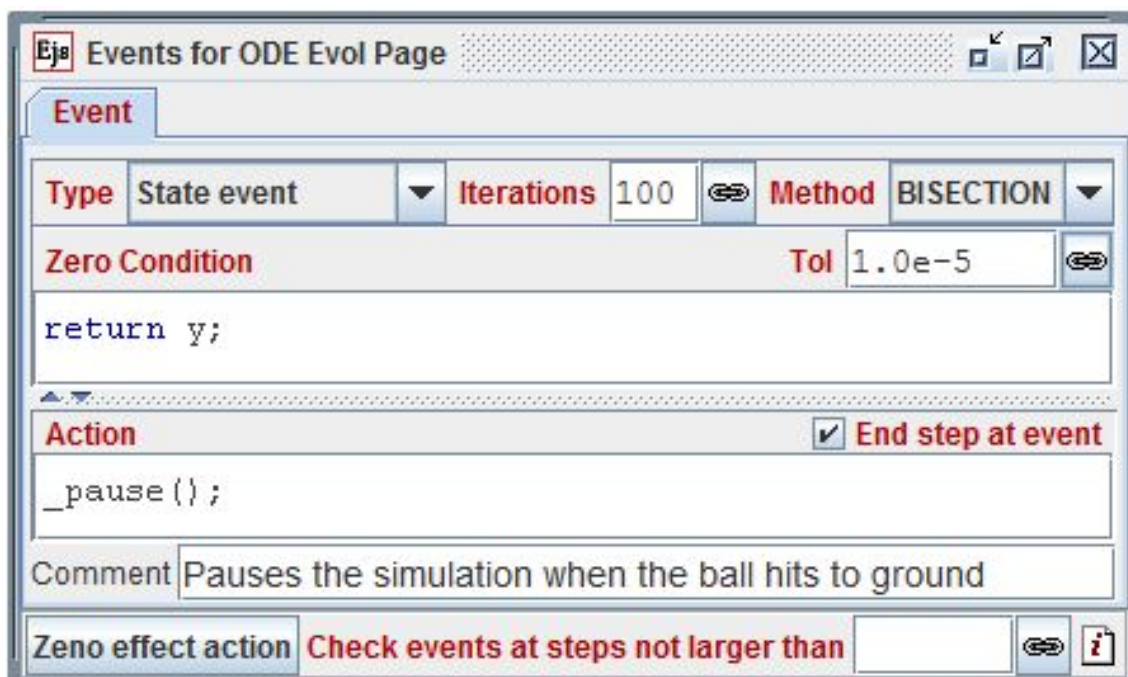 Ejs Events for ODE Evol Page
Event
Type State event Iterations 100 Method BISECTION
Zero Condition Tol 1.0e-5
return y;
Action End step at event
_pause();
Comment Pauses the simulation when the ball hits to ground
Zeno effect action Check events at steps not larger than i